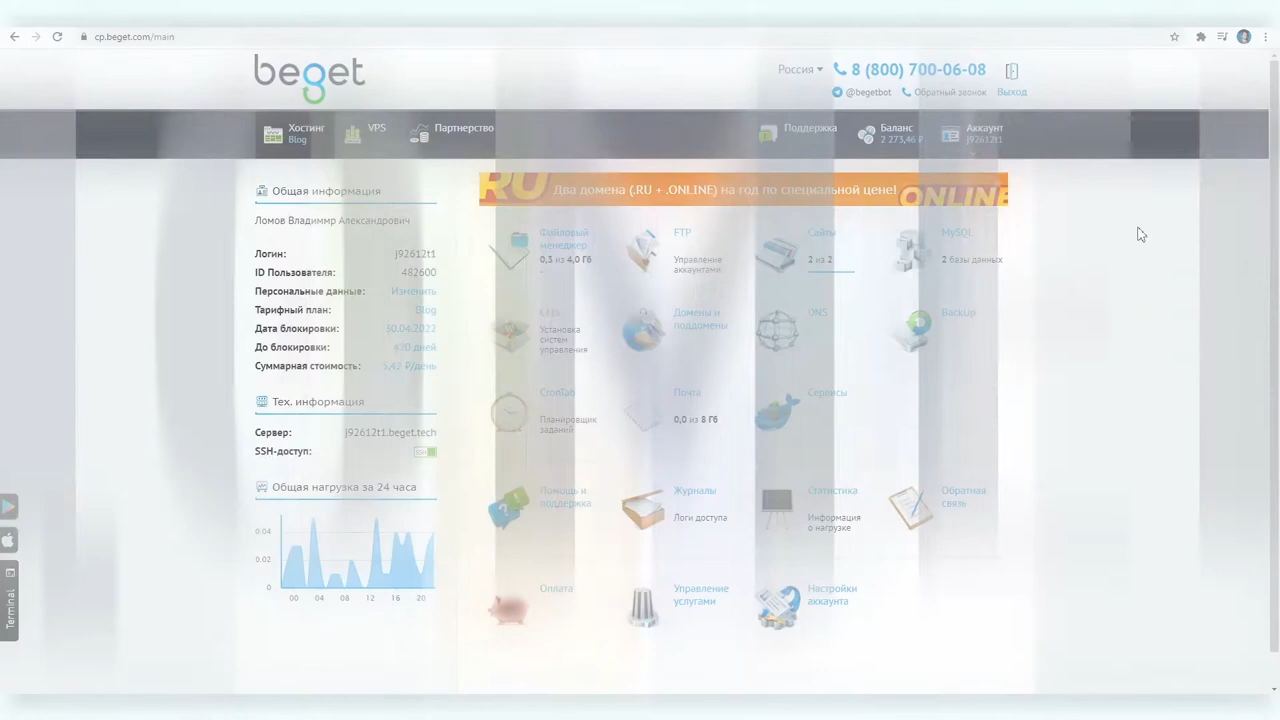 cp.beget.com/main
beget
Россия
8 (800) 700-06-08
@begetbot
Обратный звонок
Выход
Хостинг
Blog
VPS
Партнерство
Поддержка
Баланс
2 273,46 ₽
Аккаунт
j92612t1
Общая информация
Ломов Владимир Александрович
Логин: j92612t1
ID Пользователя: 482600
Персональные данные: Изменить
Тарифный план: Blog
Дата блокировки: 30.04.2022
До блокировки: 420 дней
Суммарная стоимость: 5,42 ₽/день
Тех. информация
Сервер: j92612t1.beget.tech
SSH-доступ:
Общая нагрузка за 24 часа
0.04
0.02
0
00 04 08 12 16 20
RU Два домена (.RU + .ONLINE) на год по специальной цене! ONLINE
Файловый
менеджер
0,3 из 4,0 Гб
FTP
Управление
аккаунтами
Сайты
2 из 2
MySQL
2 базы данных
CMS
Установка
систем
управления
Домены и
поддомены
DNS
BackUp
CronTab
Планировщик
заданий
Почта
0,0 из 8 Гб
Сервисы
Помощь и
поддержка
Журналы
Логи доступа
Статистика
Информация
о нагрузке
Обратная
связь
Оплата
Управление
услугами
Настройки
аккаунта
Terminal